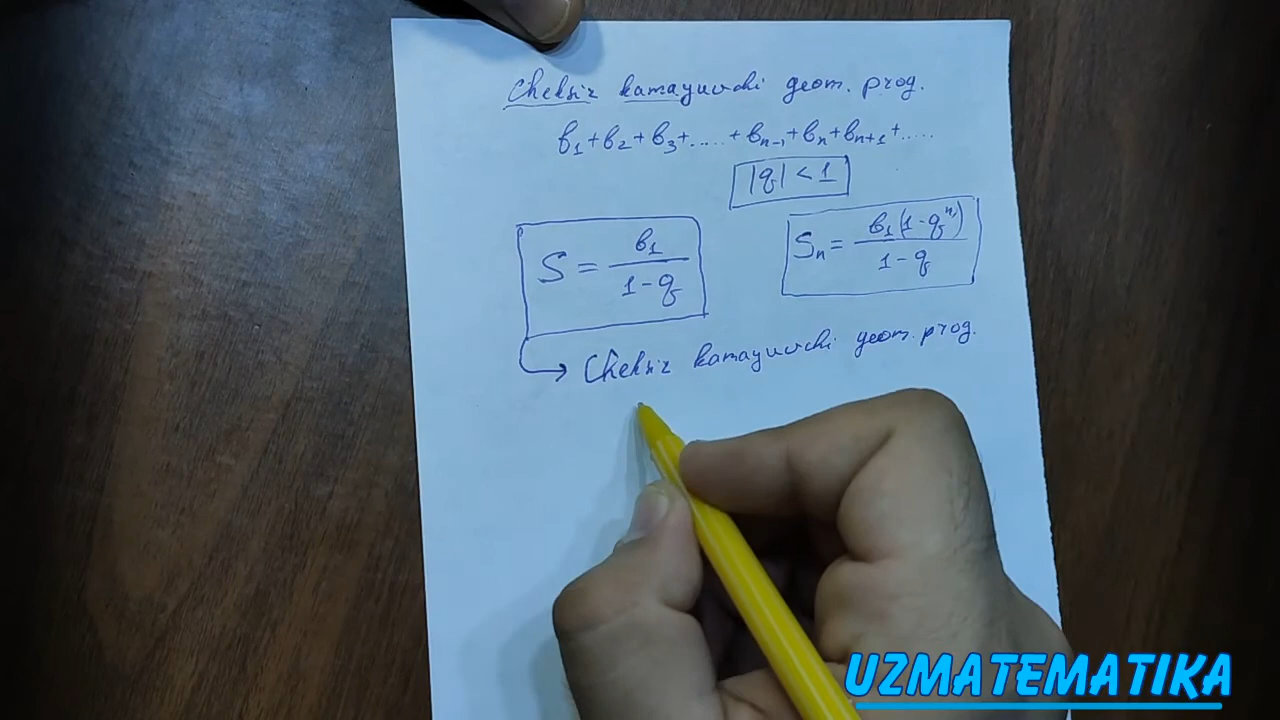 Cheksiz kamayuvchi geom. prog.
b₁+b₂+b₃+.....+bₙ₋₁+bₙ+bₙ₊₁+.....
|q| < 1
S = b₁/(1-q)
Sₙ = b₁(1-qⁿ)/(1-q)
Cheksiz kamayuvchi geom. prog.
UZMATEMATIKA